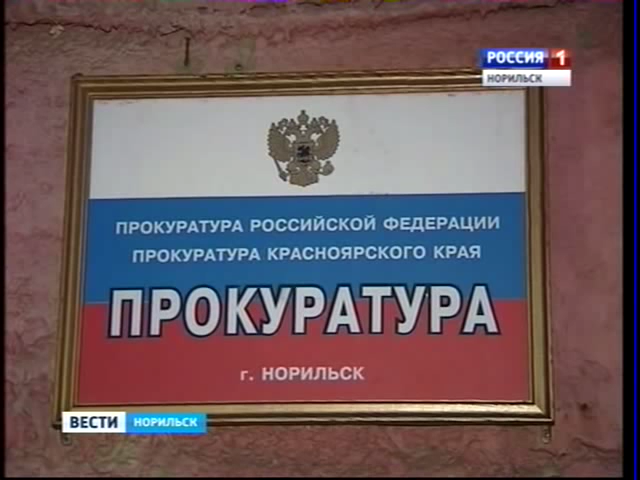 РОССИЯ 1
НОРИЛЬСК
ПРОКУРАТУРА РОССИЙСКОЙ ФЕДЕРАЦИИ
ПРОКУРАТУРА КРАСНОЯРСКОГО КРАЯ
ПРОКУРАТУРА
г. НОРИЛЬСК
ВЕСТИ НОРИЛЬСК